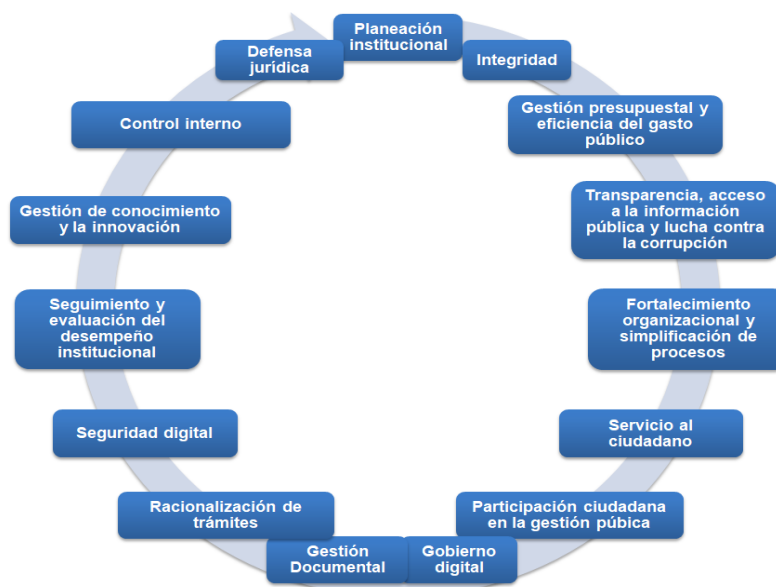 Planeación
institucional
Integridad
Gestión presupuestal y
eficiencia del gasto
público
Transparencia, acceso
a la información
pública y lucha contra
la corrupción
Fortalecimiento
organizacional y
simplificación de
procesos
Servicio al
ciudadano
Participación ciudadana
en la gestión púbica
Gobierno
digital
Gestión
Documental
Racionalización de
trámites
Seguridad digital
Seguimiento y
evaluación del
desempeño
institucional
Gestión de conocimiento
y la innovación
Control interno
Defensa
jurídica